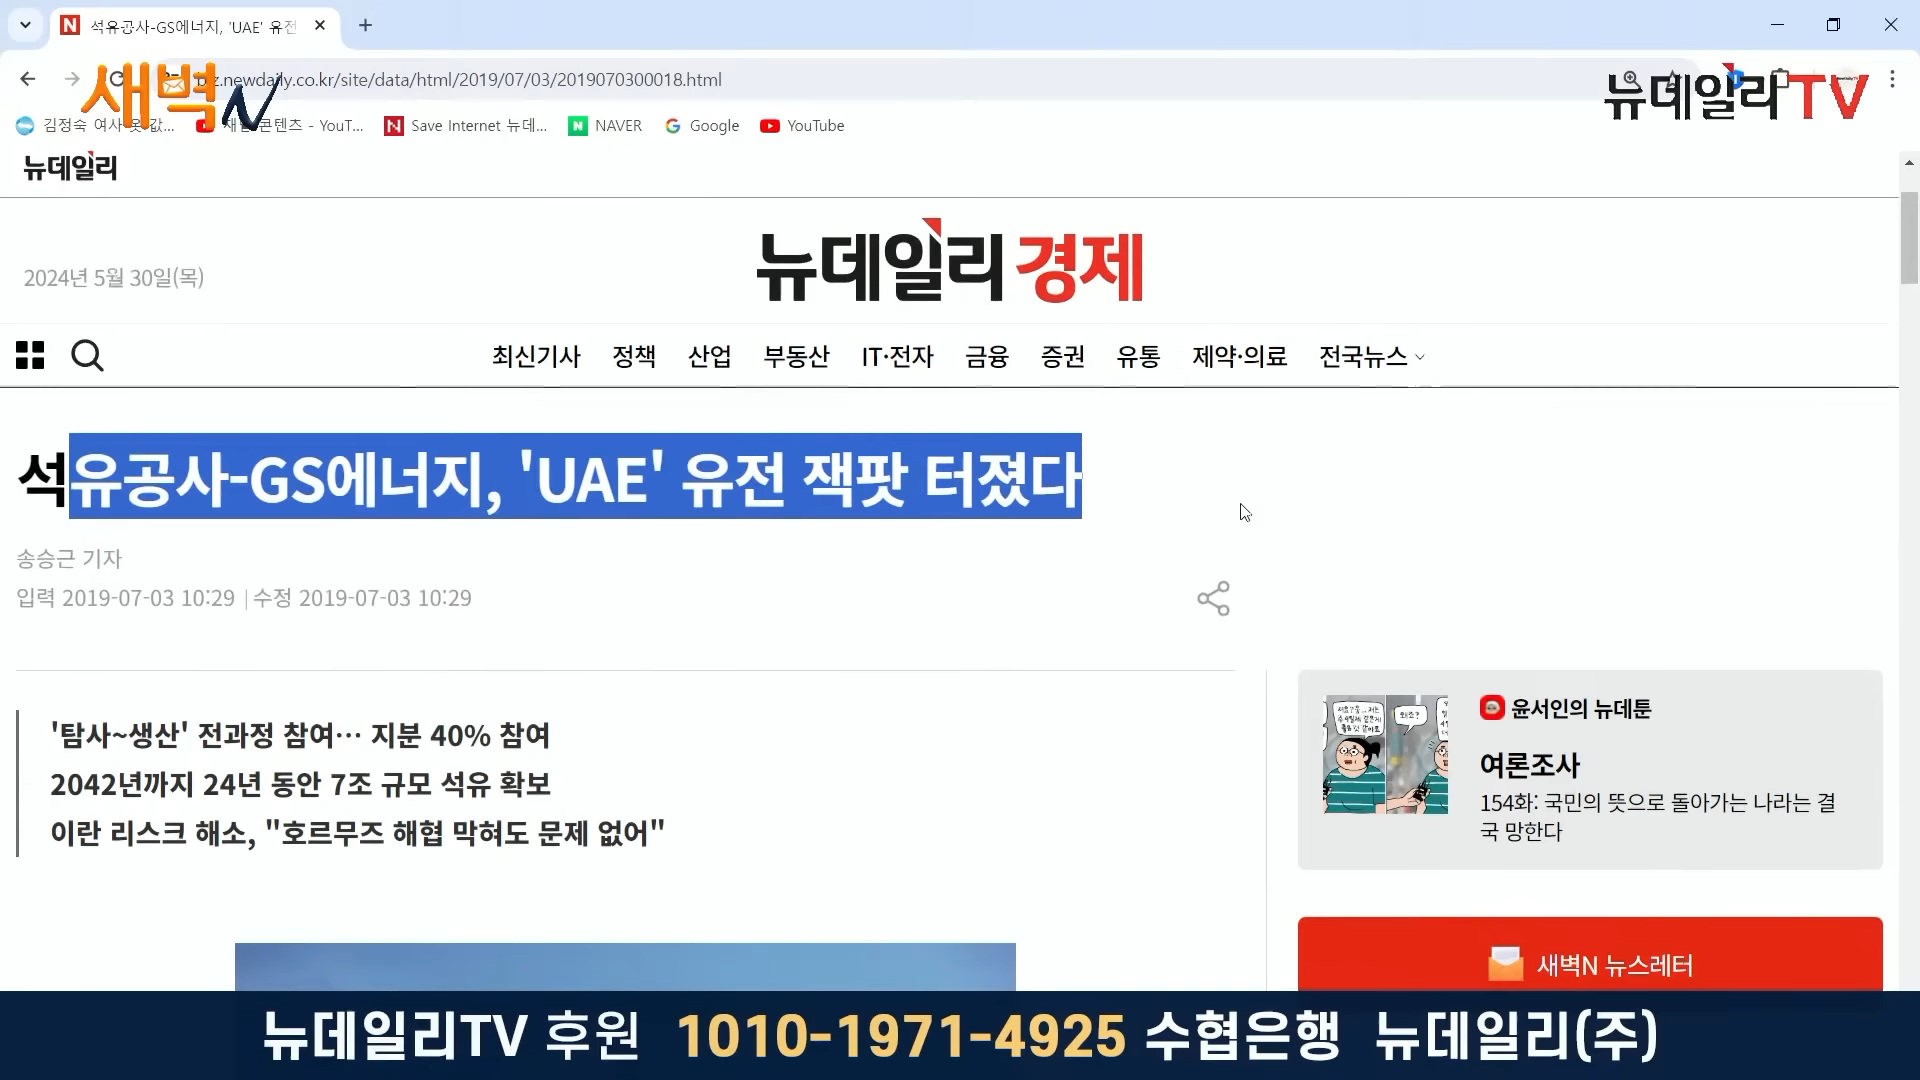 석유공사-GS에너지, 'UAE' 유전
새벽N
biz.newdaily.co.kr/site/data/html/2019/07/03/2019070300018.html
뉴데일리TV
김정숙 여사 옷 값...
콘텐츠 - YouT...
Save Internet 뉴데...
NAVER
Google
YouTube
뉴데일리
2024년 5월 30일(목)
뉴데일리 경제
최신기사 정책 산업 부동산 IT·전자 금융 증권 유통 제약·의료 전국뉴스
석유공사-GS에너지, 'UAE' 유전 잭팟 터졌다
송승근 기자
입력 2019-07-03 10:29 | 수정 2019-07-03 10:29
'탐사~생산' 전과정 참여… 지분 40% 참여
2042년까지 24년 동안 7조 규모 석유 확보
이란 리스크 해소, "호르무즈 해협 막혀도 문제 없어"
윤서인의 뉴데툰
여론조사
154화: 국민의 뜻으로 돌아가는 나라는 결
국 망한다
새벽N 뉴스레터
뉴데일리TV 후원 1010-1971-4925 수협은행 뉴데일리(주)